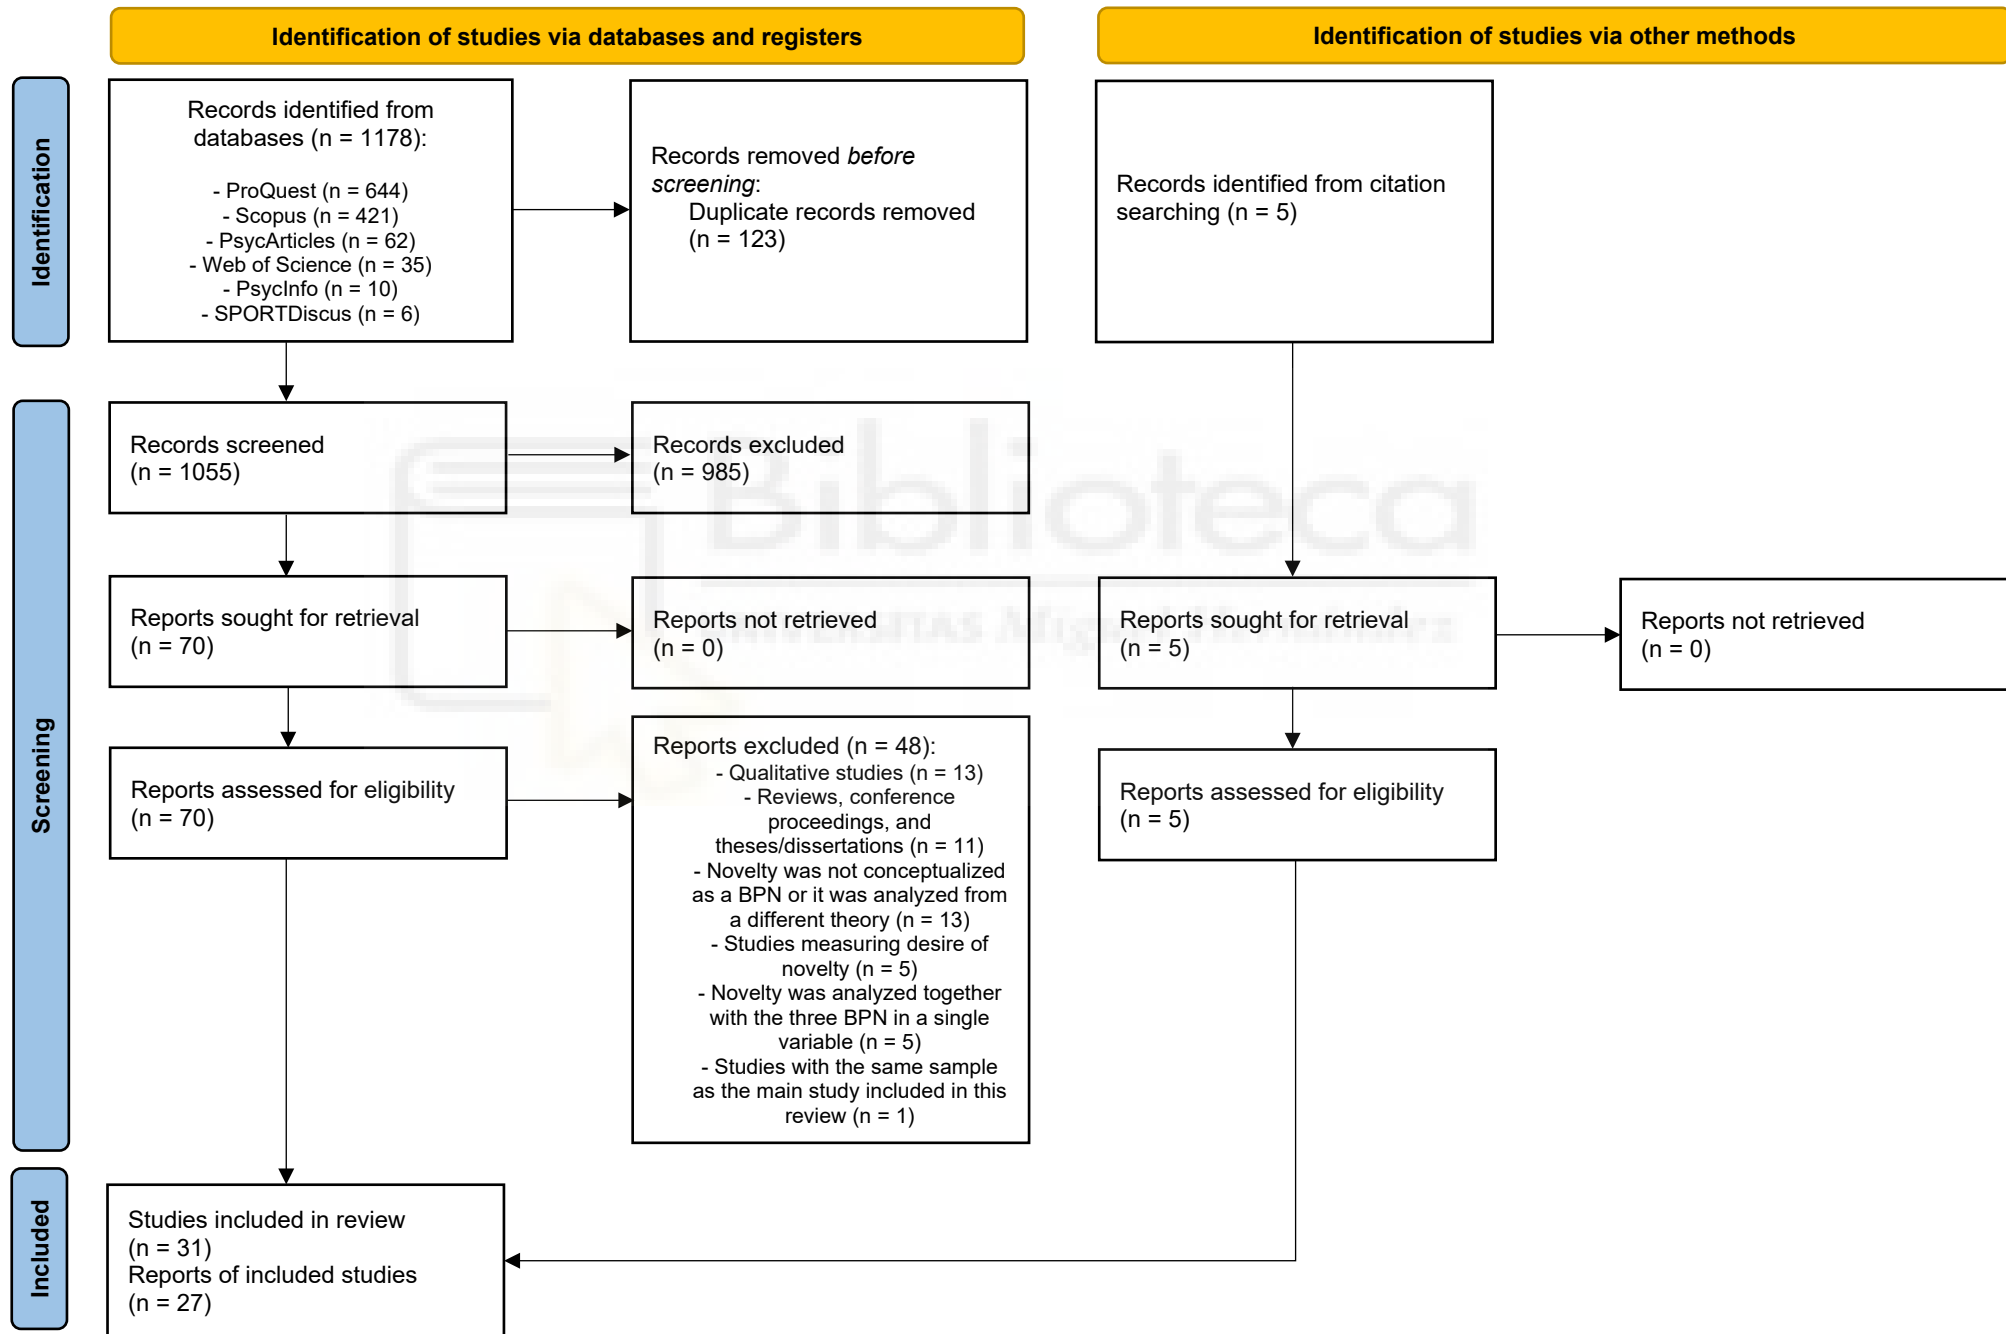 Identification of studies via databases and registers
Identification of studies via other methods
Identification
Records identified from
databases (n = 1178):
- ProQuest (n = 644)
- Scopus (n = 421)
- PsycArticles (n = 62)
- Web of Science (n = 35)
- PsycInfo (n = 10)
- SPORTDiscus (n = 6)
Records removed before
screening:
Duplicate records removed
(n = 123)
Records identified from citation
searching (n = 5)
Screening
Records screened
(n = 1055)
Records excluded
(n = 985)
Reports sought for retrieval
(n = 70)
Reports not retrieved
(n = 0)
Reports sought for retrieval
(n = 5)
Reports not retrieved
(n = 0)
Reports assessed for eligibility
(n = 70)
Reports excluded (n = 48):
- Qualitative studies (n = 13)
- Reviews, conference
proceedings, and
theses/dissertations (n = 11)
- Novelty was not conceptualized
as a BPN or it was analyzed from
a different theory (n = 13)
- Studies measuring desire of
novelty (n = 5)
- Novelty was analyzed together
with the three BPN in a single
variable (n = 5)
- Studies with the same sample
as the main study included in this
review (n = 1)
Reports assessed for eligibility
(n = 5)
Included
Studies included in review
(n = 31)
Reports of included studies
(n = 27)
Biblioteca
UNIVERSITAS Miguel Hernández